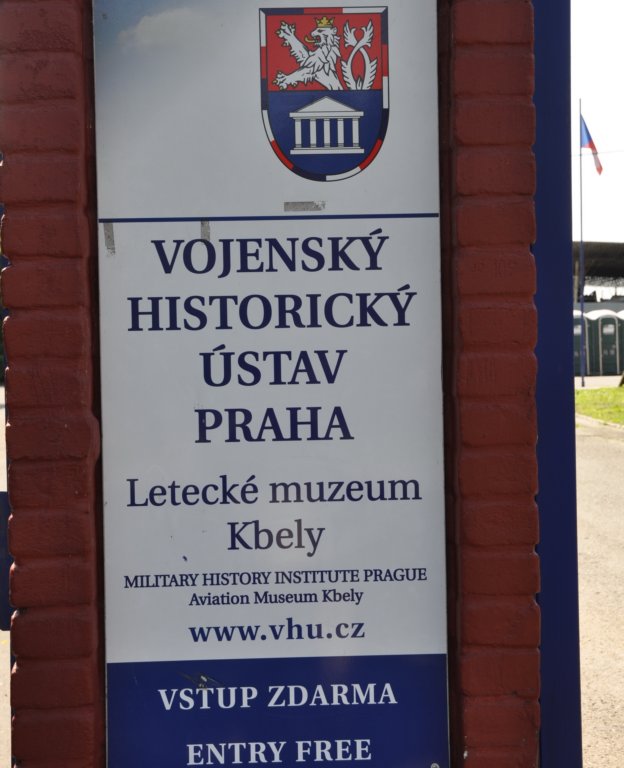 VOJENSKÝ
HISTORICKÝ
ÚSTAV
PRAHA
Letecké muzeum
Kbely
MILITARY HISTORY INSTITUTE PRAGUE
Aviation Museum Kbely
www.vhu.cz
VSTUP ZDARMA
ENTRY FREE